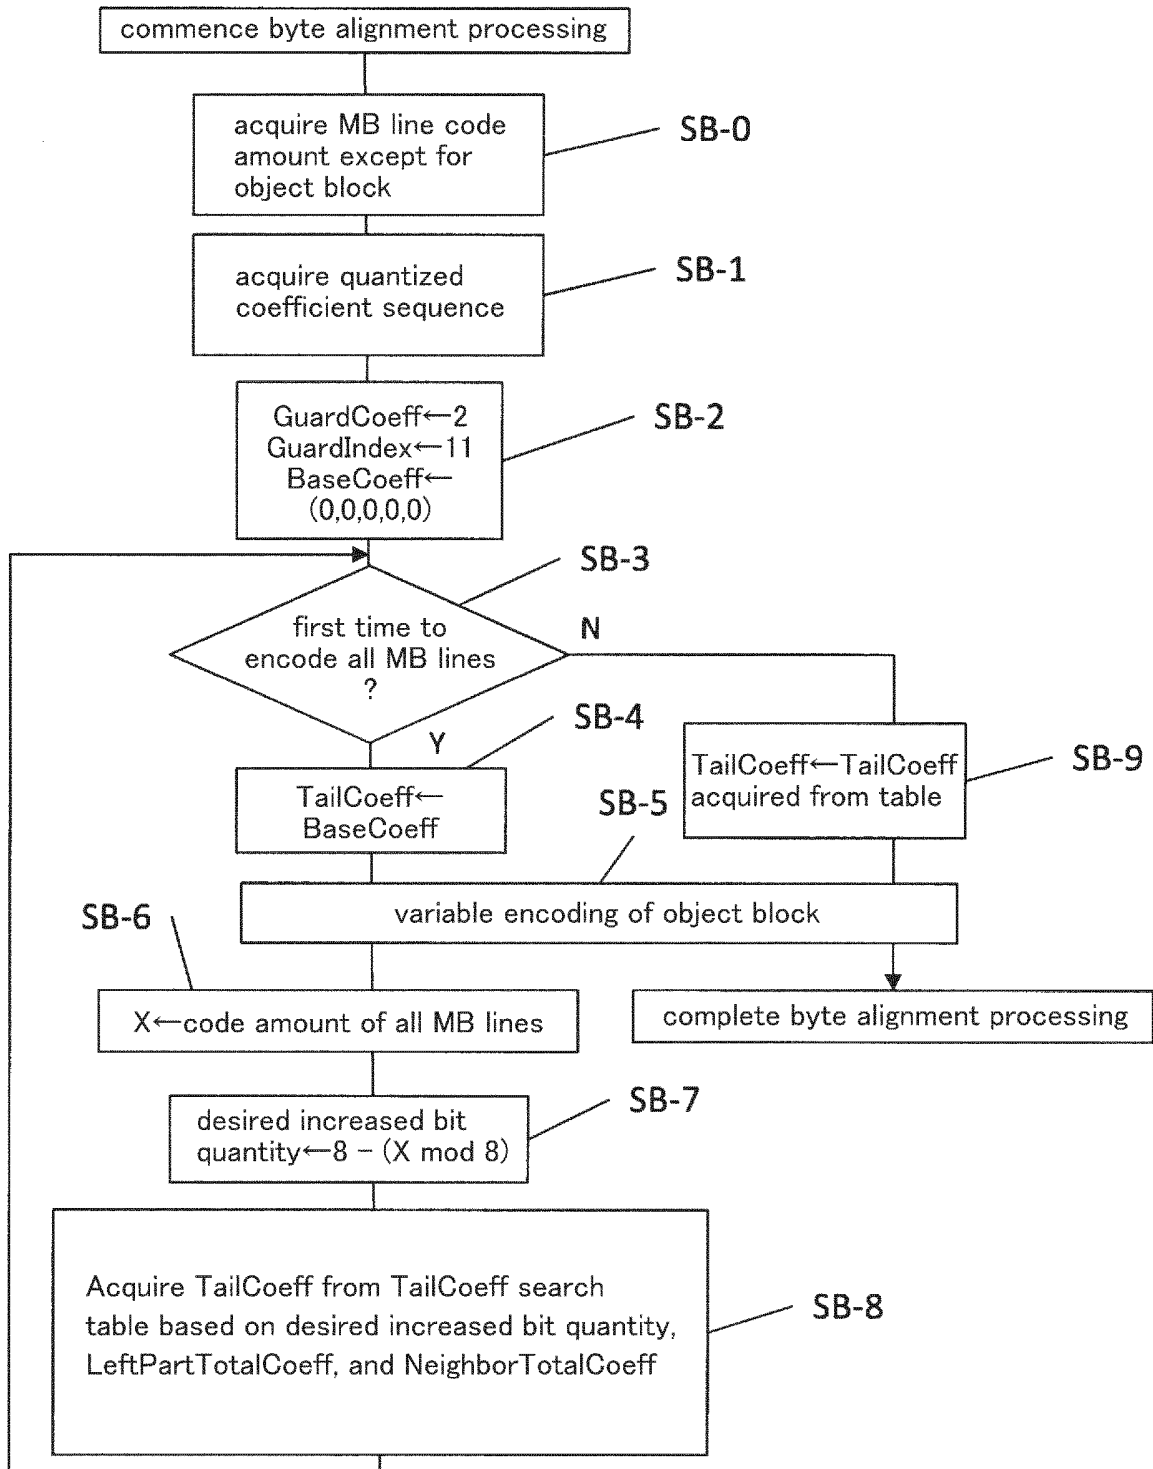 commence byte alignment processing
acquire MB line code
amount except for
object block
SB-0
acquire quantized
coefficient sequence
SB-1
GuardCoeff←2
GuardIndex←11
BaseCoeff←
(0,0,0,0,0)
SB-2
SB-3
first time to
encode all MB lines
?
N
Y
SB-4
TailCoeff←
BaseCoeff
TailCoeff←TailCoeff
acquired from table
SB-9
SB-5
variable encoding of object block
SB-6
X←code amount of all MB lines
complete byte alignment processing
desired increased bit
quantity←8 − (X mod 8)
SB-7
Acquire TailCoeff from TailCoeff search
table based on desired increased bit quantity,
LeftPartTotalCoeff, and NeighborTotalCoeff
SB-8